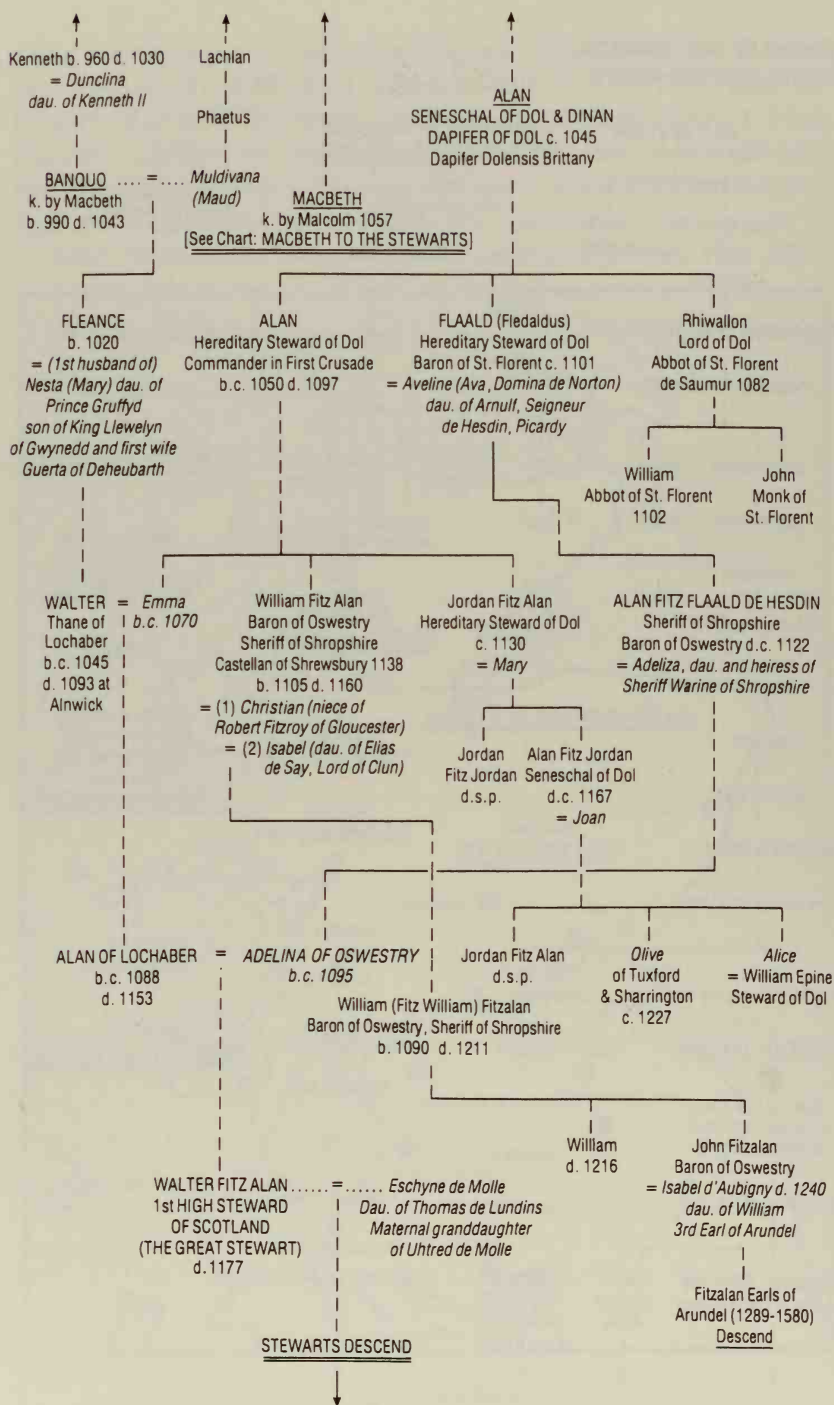 Kenneth b. 960 d. 1030
= Dunclina
dau. of Kenneth II
Lachlan
Phaetus
ALAN
SENESCHAL OF DOL & DINAN
DAPIFER OF DOL c. 1045
Dapifer Dolensis Brittany
BANQUO .... = .... Muldivana
(Maud)
k. by Macbeth
b. 990 d. 1043
MACBETH
k. by Malcolm 1057
[See Chart: MACBETH TO THE STEWARTS]
FLEANCE
b. 1020
= (1st husband of)
Nesta (Mary) dau. of
Prince Gruffyd
son of King Llewelyn
of Gwynedd and first wife
Guerta of Deheubarth
ALAN
Hereditary Steward of Dol
Commander in First Crusade
b.c. 1050 d. 1097
FLAALD (Fledaldus)
Hereditary Steward of Dol
Baron of St. Florent c. 1101
= Aveline (Ava, Domina de Norton)
dau. of Arnulf, Seigneur
de Hesdin, Picardy
Rhiwallon
Lord of Dol
Abbot of St. Florent
de Saumur 1082
William
Abbot of St. Florent
1102
John
Monk of
St. Florent
WALTER = Emma
Thane of
Lochaber
b.c. 1045
d. 1093 at
Alnwick
b.c. 1070
William Fitz Alan
Baron of Oswestry
Sheriff of Shropshire
Castellan of Shrewsbury 1138
b. 1105 d. 1160
= (1) Christian (niece of
Robert Fitzroy of Gloucester)
= (2) Isabel (dau. of Elias
de Say, Lord of Clun)
Jordan Fitz Alan
Hereditary Steward of Dol
c. 1130
= Mary
ALAN FITZ FLAALD DE HESDIN
Sheriff of Shropshire
Baron of Oswestry d.c. 1122
= Adeliza, dau. and heiress of
Sheriff Warine of Shropshire
Jordan
Fitz Jordan
d.s.p.
Alan Fitz Jordan
Seneschal of Dol
d.c. 1167
= Joan
ALAN OF LOCHABER = ADELINA OF OSWESTRY
b.c. 1088
d. 1153
b.c. 1095
Jordan Fitz Alan
d.s.p.
Olive
of Tuxford
& Sharrington
c. 1227
Alice
= William Epine
Steward of Dol
William (Fitz William) Fitzalan
Baron of Oswestry, Sheriff of Shropshire
b. 1090 d. 1211
William
d. 1216
John Fitzalan
Baron of Oswestry
= Isabel d'Aubigny d. 1240
dau. of William
3rd Earl of Arundel
WALTER FITZ ALAN ...... = ...... Eschyne de Molle
1st HIGH STEWARD
OF SCOTLAND
(THE GREAT STEWART)
d.1177
Dau. of Thomas de Lundins
Maternal granddaughter
of Uhtred de Molle
Fitzalan Earls of
Arundel (1289-1580)
Descend
STEWARTS DESCEND